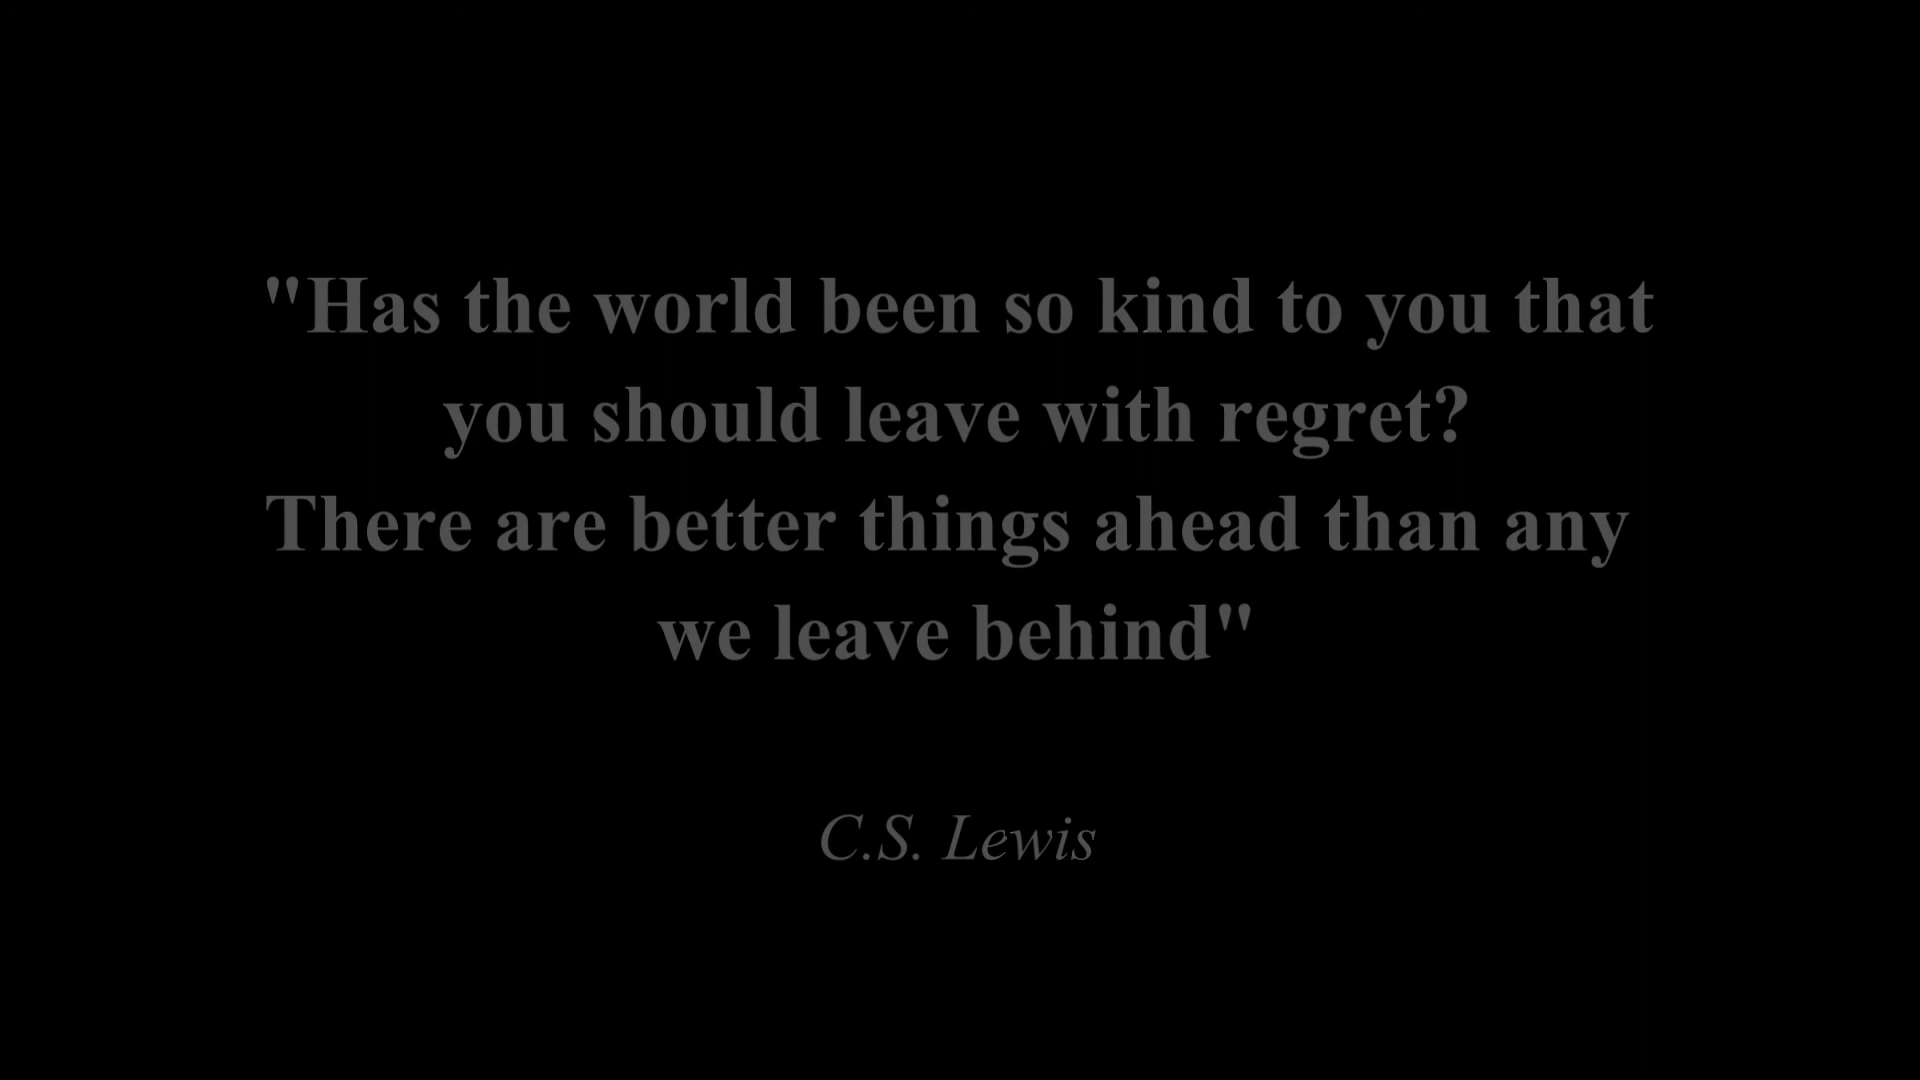 "Has the world been so kind to you that
you should leave with regret?
There are better things ahead than any
we leave behind"
C.S. Lewis